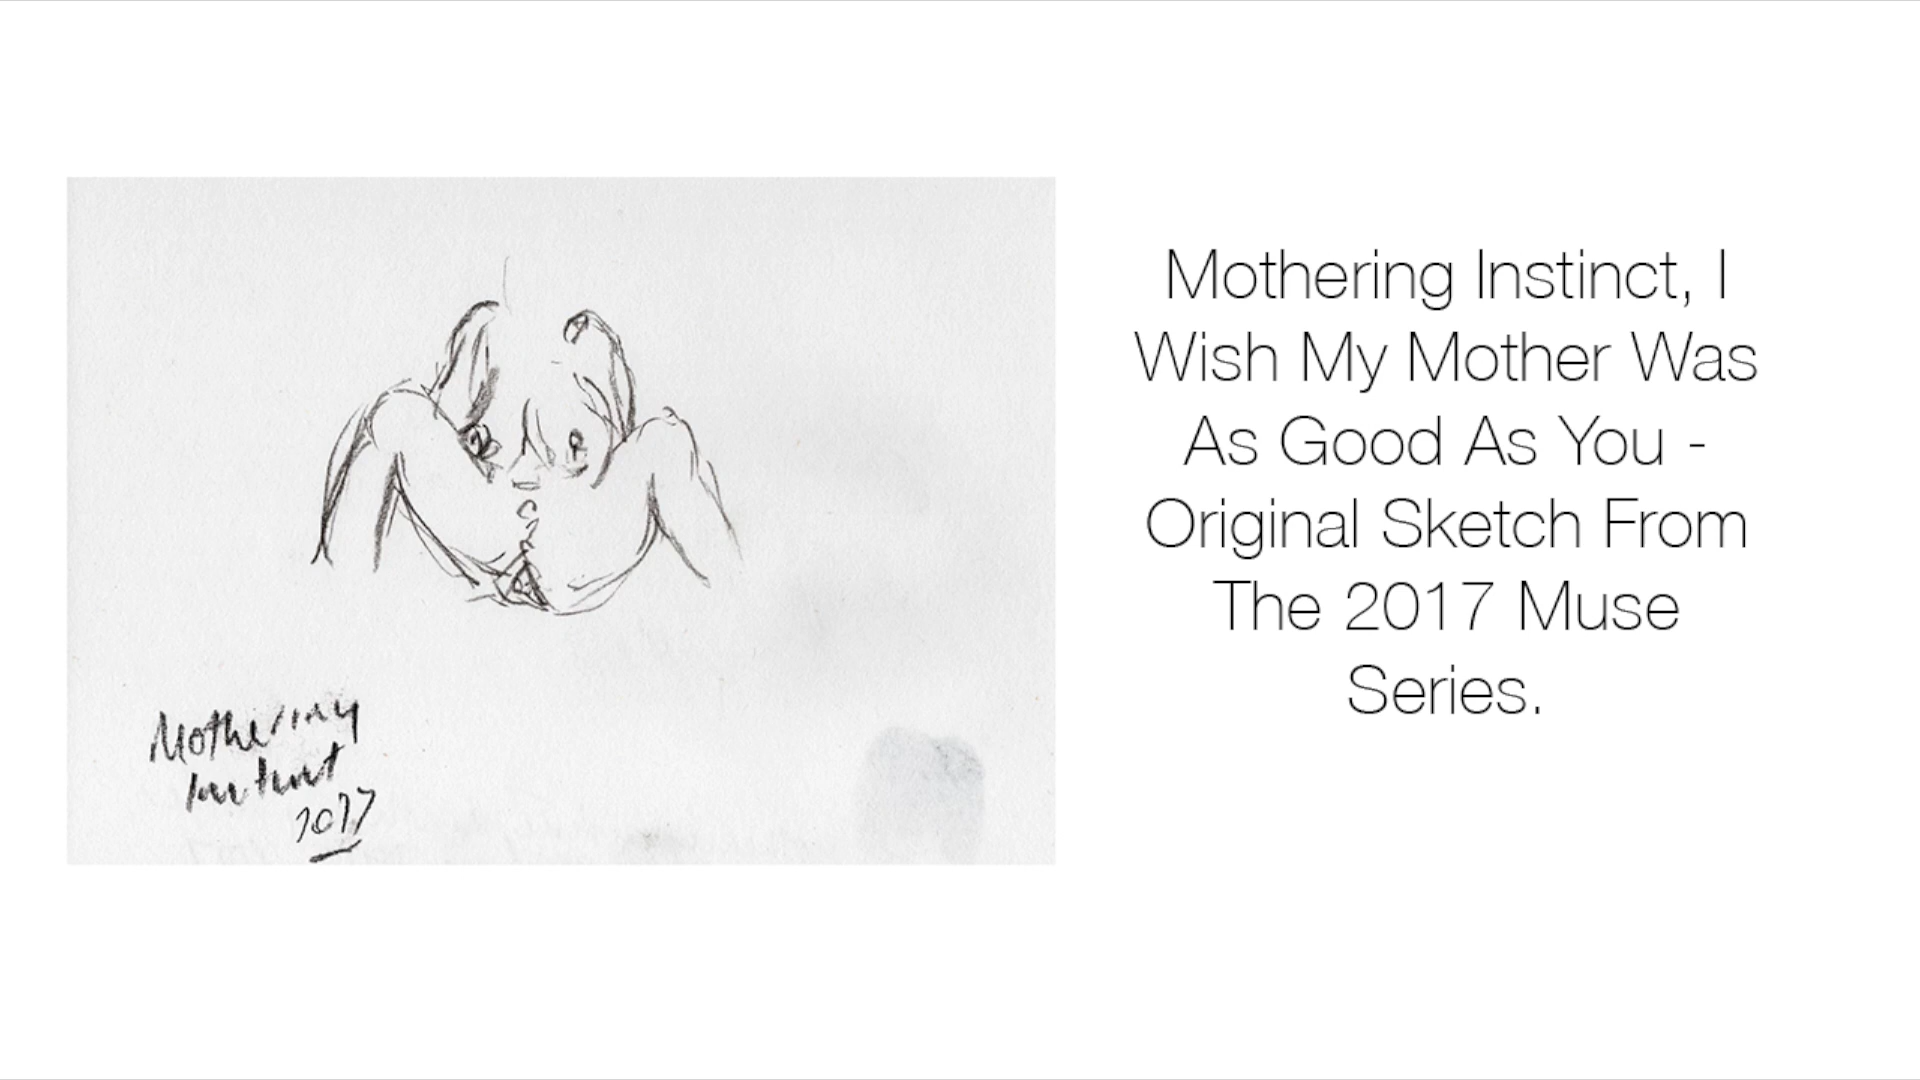 Mothering
Instinct
2017
Mothering Instinct, I
Wish My Mother Was
As Good As You -
Original Sketch From
The 2017 Muse
Series.